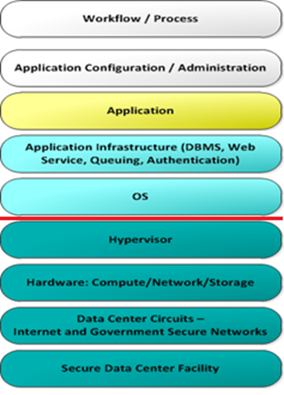 Workflow / Process
Application Configuration / Administration
Application
Application Infrastructure (DBMS, Web
Service, Queuing, Authentication)
OS
Hypervisor
Hardware: Compute/Network/Storage
Data Center Circuits –
Internet and Government Secure Networks
Secure Data Center Facility